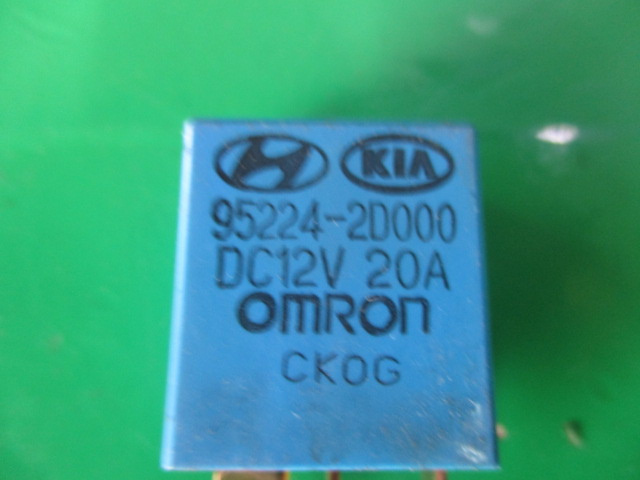 KIA
95224-2D000
DC12V 20A
omron
CK0G